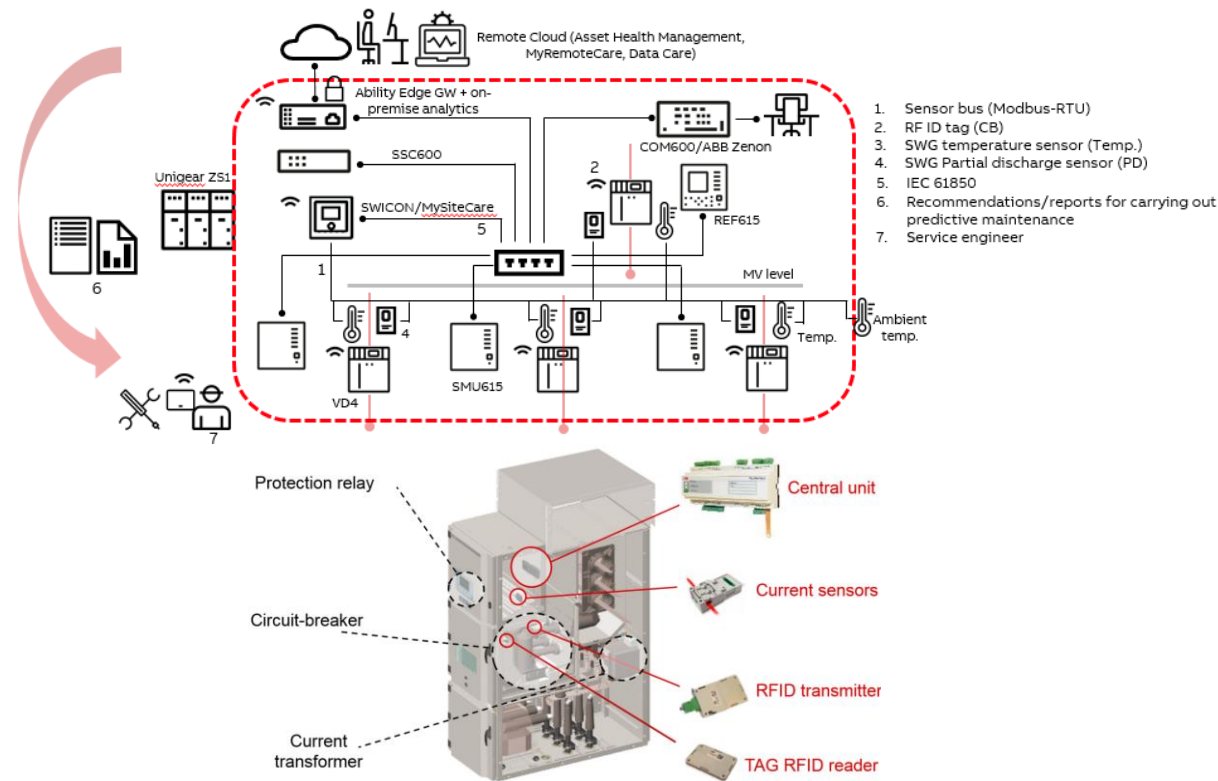 Remote Cloud (Asset Health Management,
MyRemoteCare, Data Care)
Ability Edge GW + on-
premise analytics
COM600/ABB Zenon
SSC600
Unigear ZS1
2
SWICON/MySiteCare
5
REF615
1
MV level
6
4
Temp.
Ambient
temp.
VD4
SMU615
7
1. Sensor bus (Modbus-RTU)
2. RF ID tag (CB)
3. SWG temperature sensor (Temp.)
4. SWG Partial discharge sensor (PD)
5. IEC 61850
6. Recommendations/reports for carrying out
predictive maintenance
7. Service engineer
Protection relay
Central unit
Current sensors
Circuit-breaker
RFID transmitter
Current
transformer
TAG RFID reader